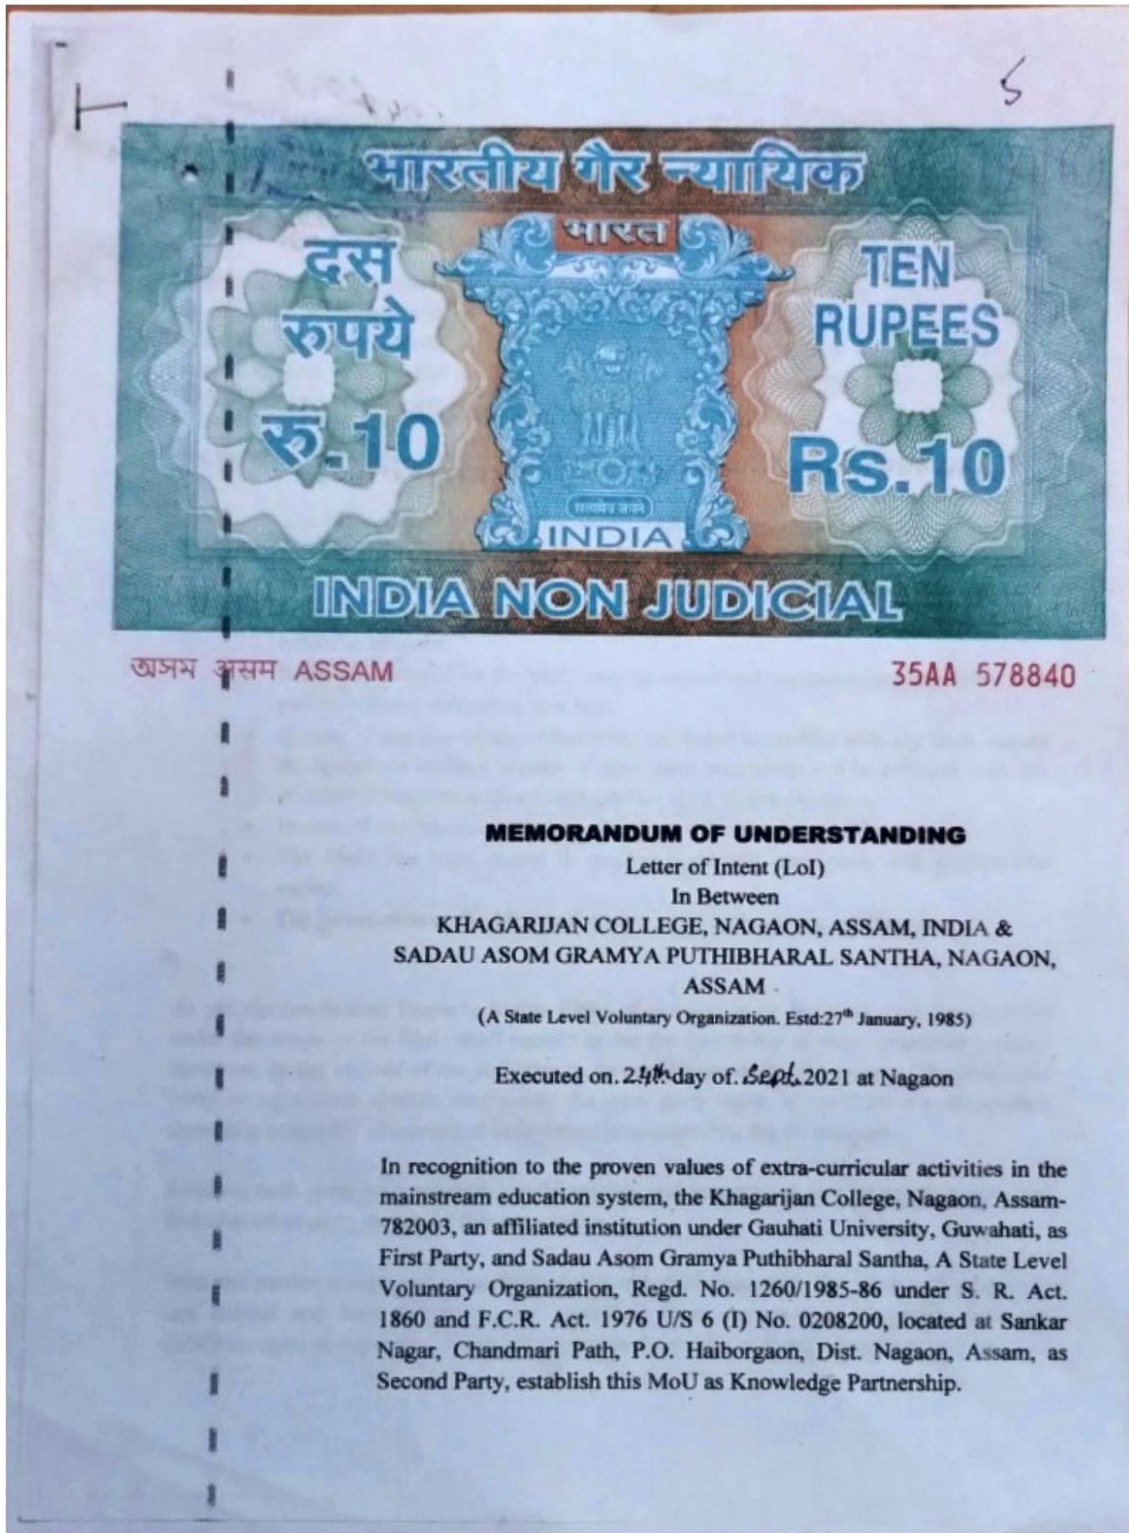 5
भारतीय गैर न्यायिक
भारत
दस
रुपये
रु.10
TEN
RUPEES
Rs.10
सत्यमेव जयते
INDIA
INDIA NON JUDICIAL
অসম असम ASSAM
35AA 578840
MEMORANDUM OF UNDERSTANDING
Letter of Intent (LoI)
In Between
KHAGARIJAN COLLEGE, NAGAON, ASSAM, INDIA &
SADAU ASOM GRAMYA PUTHIBHARAL SANTHA, NAGAON,
ASSAM
(A State Level Voluntary Organization. Estd:27th January, 1985)
Executed on. 24th day of. Sept. 2021 at Nagaon
In recognition to the proven values of extra-curricular activities in the
mainstream education system, the Khagarijan College, Nagaon, Assam-
782003, an affiliated institution under Gauhati University, Guwahati, as
First Party, and Sadau Asom Gramya Puthibharal Santha, A State Level
Voluntary Organization, Regd. No. 1260/1985-86 under S. R. Act.
1860 and F.C.R. Act. 1976 U/S 6 (I) No. 0208200, located at Sankar
Nagar, Chandmari Path, P.O. Haiborgaon, Dist. Nagaon, Assam, as
Second Party, establish this MoU as Knowledge Partnership.